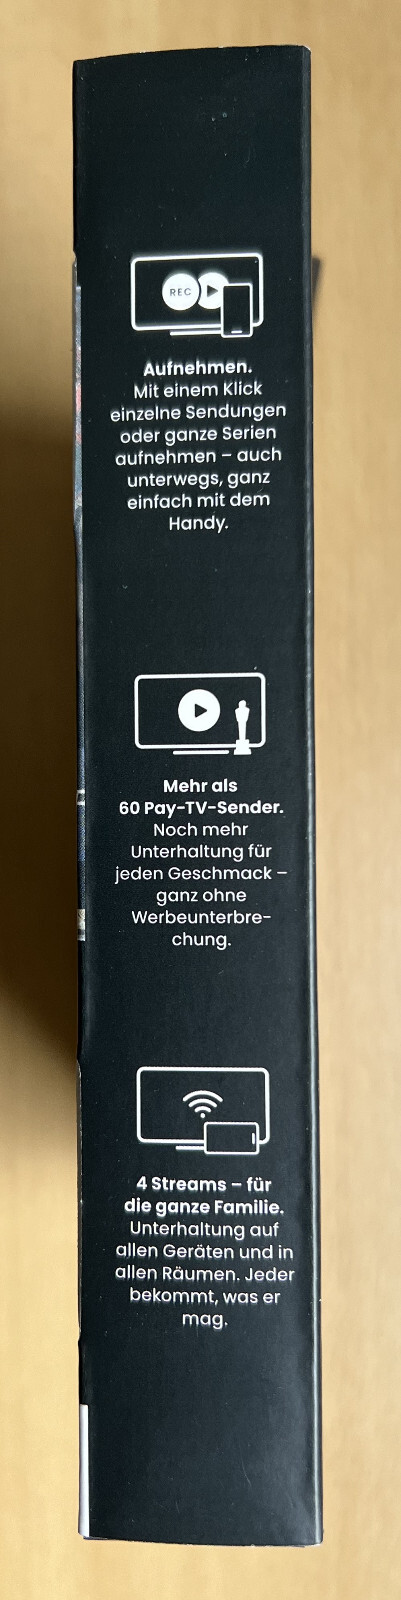 REC
Aufnehmen.
Mit einem Klick
einzelne Sendungen
oder ganze Serien
aufnehmen – auch
unterwegs, ganz
einfach mit dem
Handy.
Mehr als
60 Pay-TV-Sender.
Noch mehr
Unterhaltung für
jeden Geschmack –
ganz ohne
Werbeunterbre-
chung.
4 Streams – für
die ganze Familie.
Unterhaltung auf
allen Geräten und in
allen Räumen. Jeder
bekommt, was er
mag.